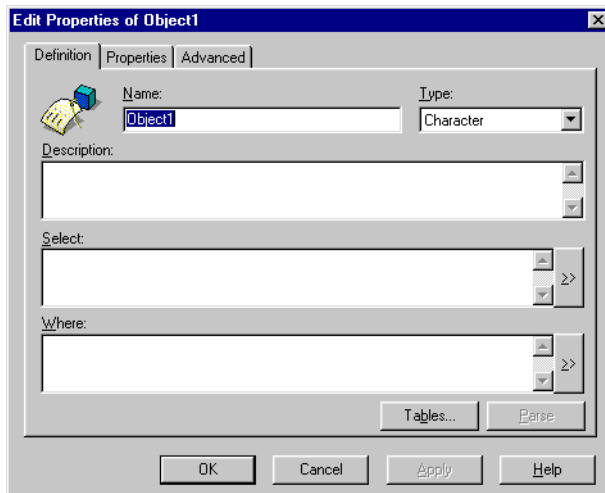 Edit Properties of Object1
Definition Properties Advanced
Name: Type:
Object1 Character
Description:
Select:
>>
Where:
>>
Tables... Parse
OK Cancel Apply Help